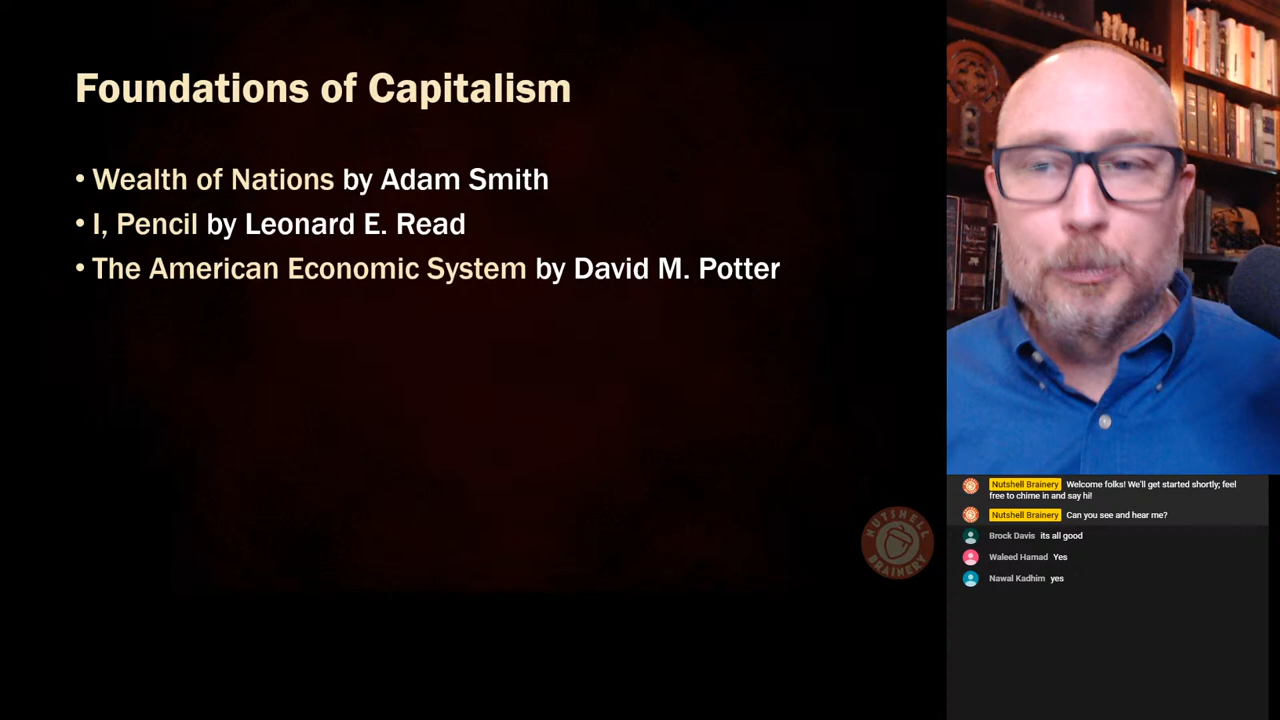 Foundations of Capitalism
• Wealth of Nations by Adam Smith
• I, Pencil by Leonard E. Read
• The American Economic System by David M. Potter
NUTSHELL
BRAINERY
Nutshell Brainery Welcome folks! We'll get started shortly; feel
free to chime in and say hi!
Nutshell Brainery Can you see and hear me?
Brock Davis its all good
Waleed Hamad Yes
Nawal Kadhim yes